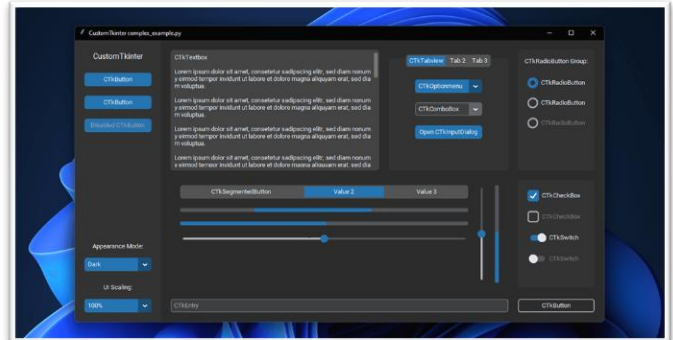 CustomTkinter complex_example.py
CustomTkinter
CTkButton
CTkButton
Disabled CTkButton
Appearance Mode:
Dark
UI Scaling:
100%
CTkTextbox
Lorem ipsum dolor sit amet, consetetur sadipscing elitr, sed diam nonum
y eirmod tempor invidunt ut labore et dolore magna aliquyam erat, sed dia
m voluptua.
Lorem ipsum dolor sit amet, consetetur sadipscing elitr, sed diam nonum
y eirmod tempor invidunt ut labore et dolore magna aliquyam erat, sed dia
m voluptua.
Lorem ipsum dolor sit amet, consetetur sadipscing elitr, sed diam nonum
y eirmod tempor invidunt ut labore et dolore magna aliquyam erat, sed dia
m voluptua.
Lorem ipsum dolor sit amet, consetetur sadipscing elitr, sed diam nonum
y eirmod tempor invidunt ut labore et dolore magna aliquyam erat, sed dia
CTkTabview Tab 2 Tab 3
CTkOptionmenu
CTkComboBox
Open CTkInputDialog
CTkRadioButton Group:
CTkRadioButton
CTkRadioButton
CTkRadioButton
CTkSegmentedButton Value 2 Value 3
CTkCheckBox
CTkCheckBox
CTkSwitch
CTkSwitch
CTkEntry
CTkButton